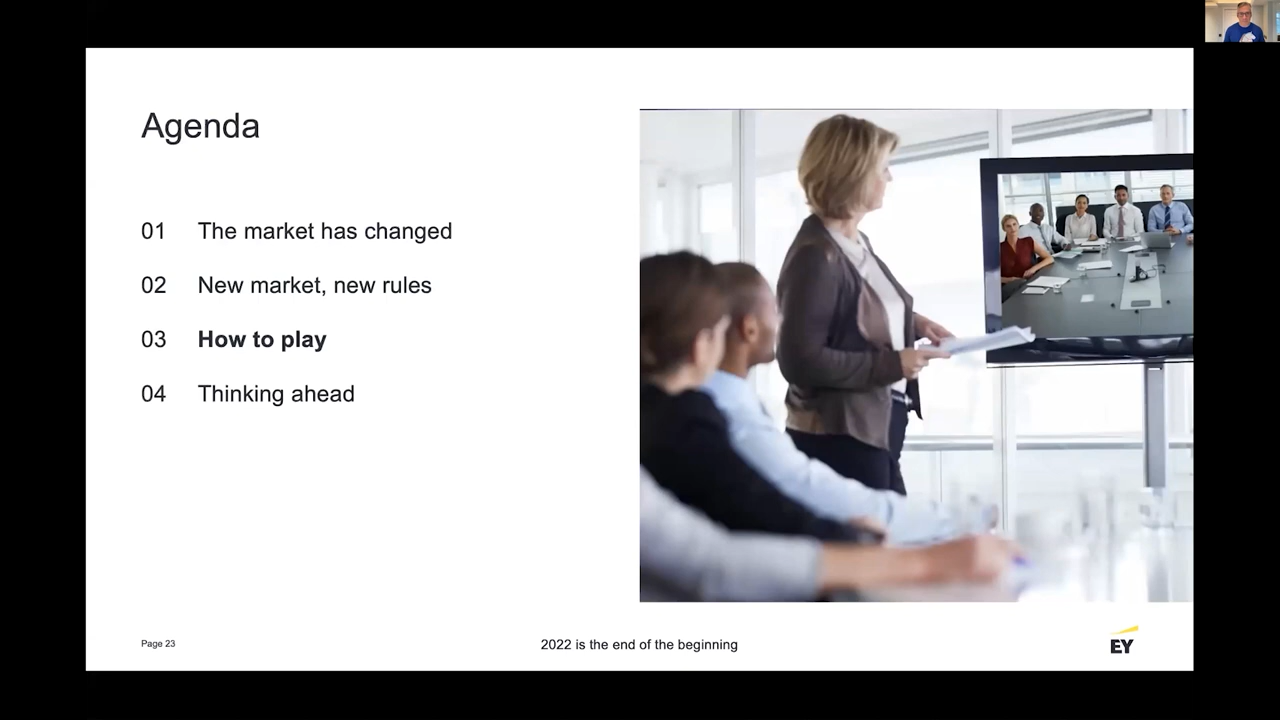 Agenda
01 The market has changed
02 New market, new rules
03 How to play
04 Thinking ahead
Page 23
2022 is the end of the beginning
EY